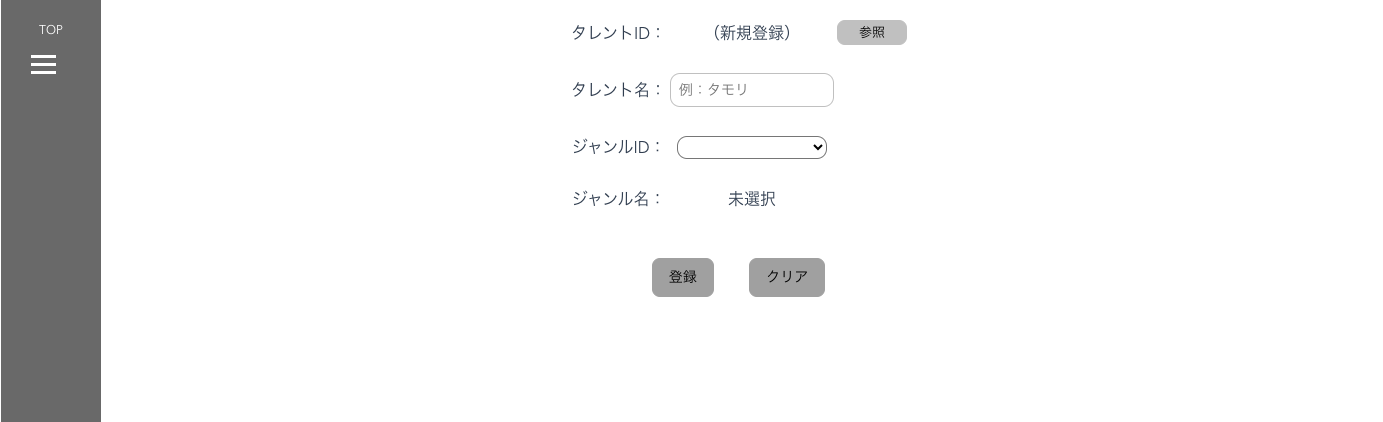 TOP
タレントID： （新規登録） 参照
タレント名： 例：タモリ
ジャンルID：
ジャンル名： 未選択
登録 クリア